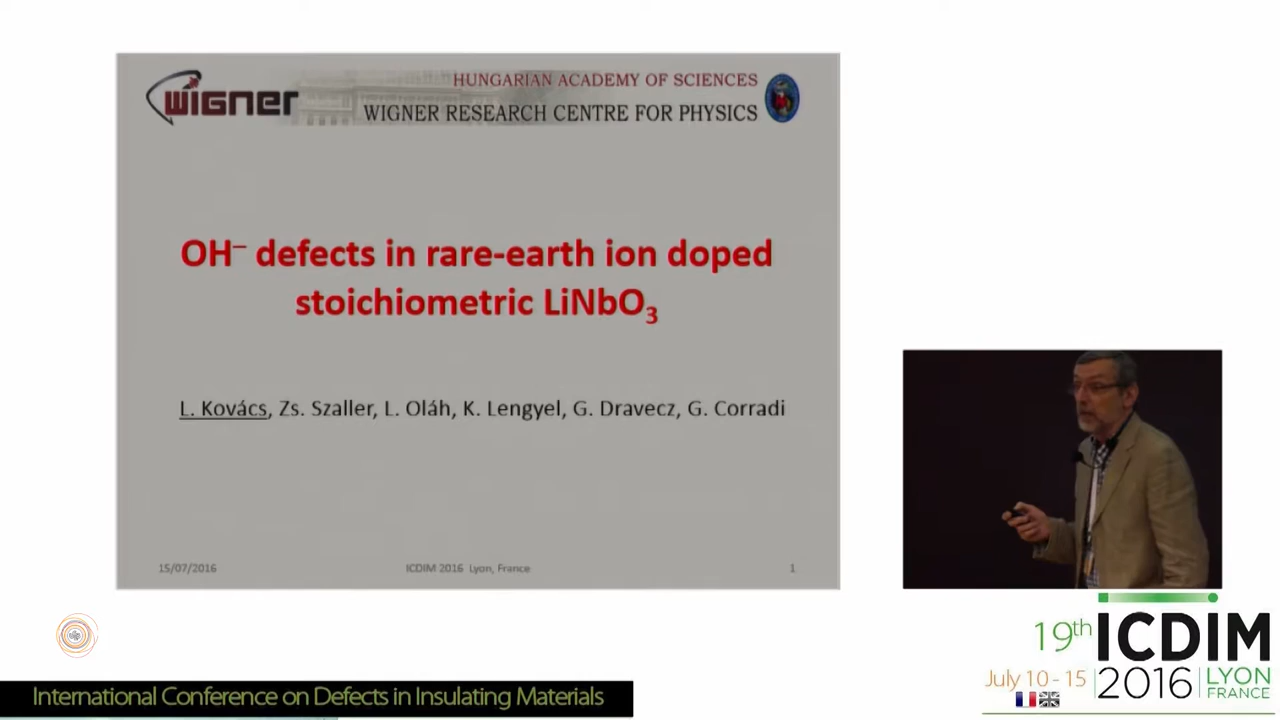 wigner
HUNGARIAN ACADEMY OF SCIENCES
WIGNER RESEARCH CENTRE FOR PHYSICS
OH– defects in rare-earth ion doped
stoichiometric LiNbO3
L. Kovács, Zs. Szaller, L. Oláh, K. Lengyel, G. Dravecz, G. Corradi
15/07/2016
ICDIM 2016 Lyon, France
1
19th ICDIM
July 10 - 15 2016 LYON
FRANCE
International Conference on Defects in Insulating Materials